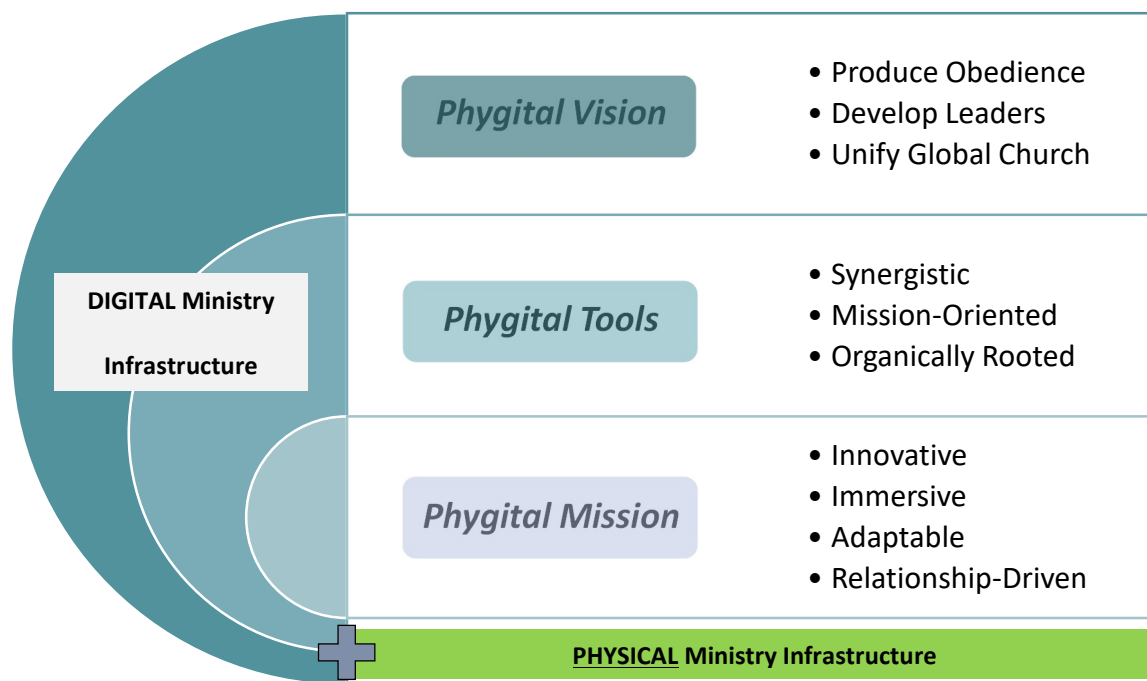 Phygital Vision
• Produce Obedience
• Develop Leaders
• Unify Global Church
DIGITAL Ministry
Infrastructure
Phygital Tools
• Synergistic
• Mission-Oriented
• Organically Rooted
Phygital Mission
• Innovative
• Immersive
• Adaptable
• Relationship-Driven
PHYSICAL Ministry Infrastructure